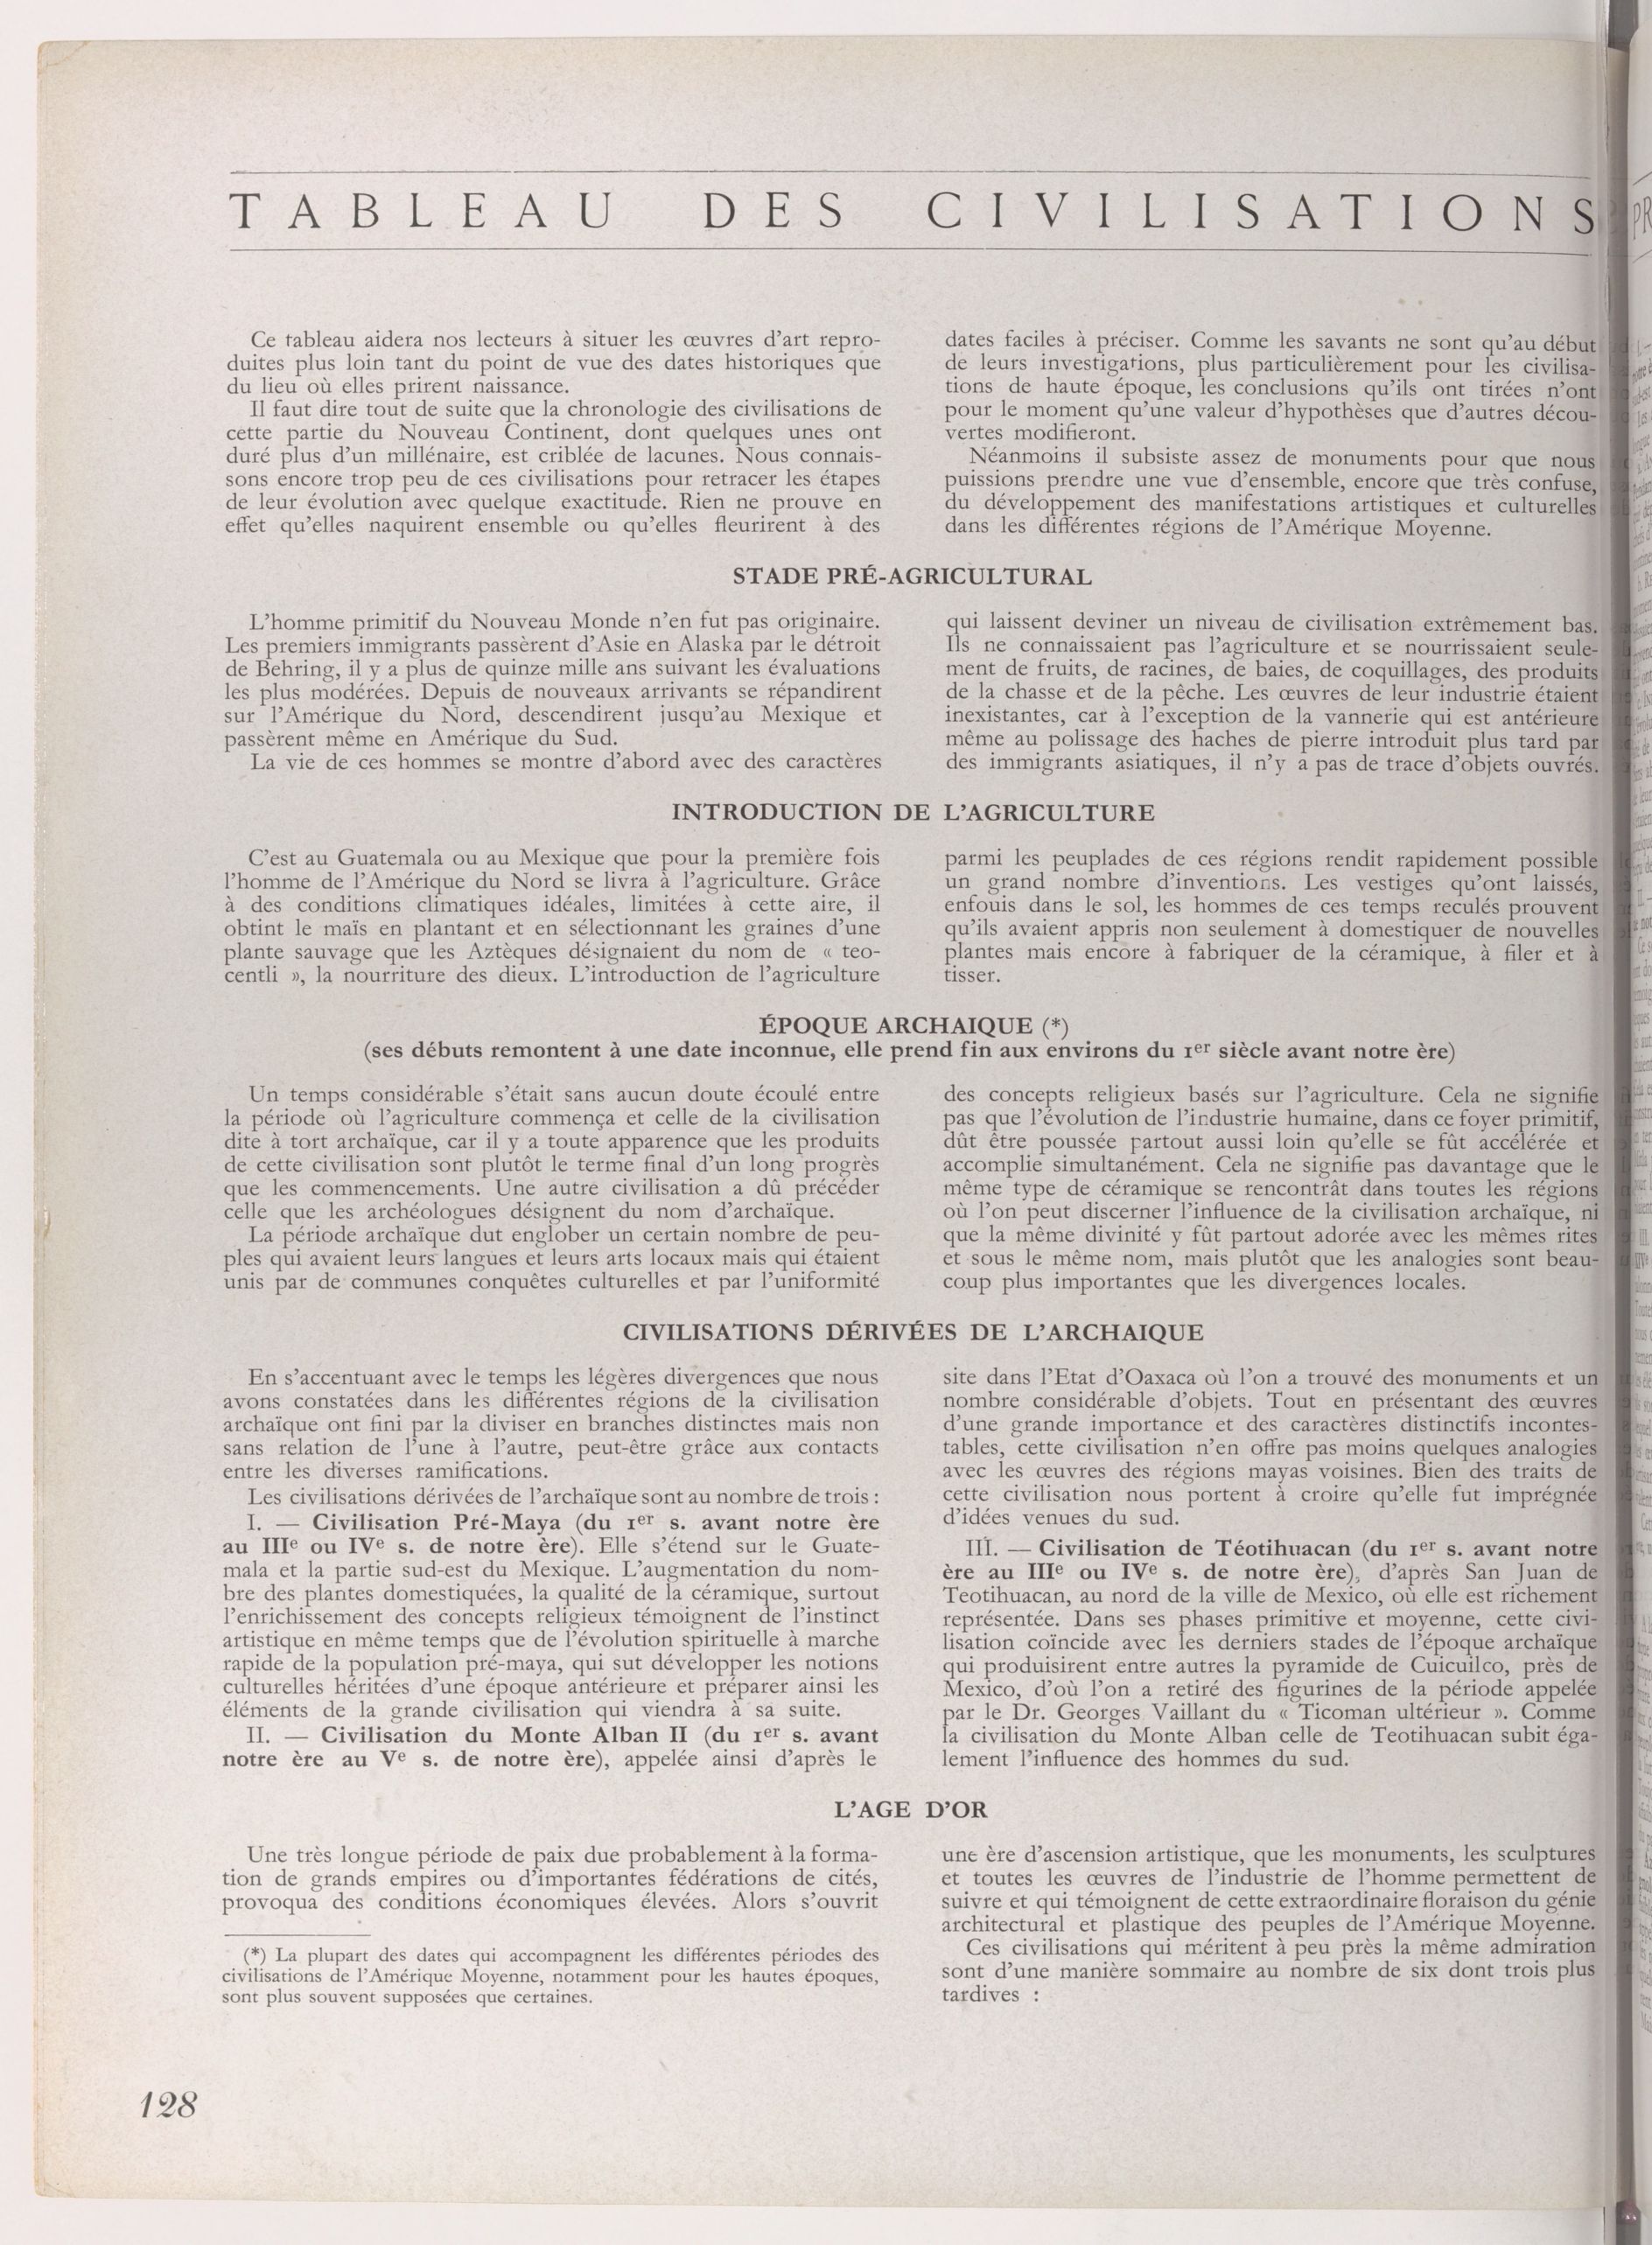 TABLEAU DES CIVILISATIONS
Ce tableau aidera nos lecteurs à situer les œuvres d'art repro-
duites plus loin tant du point de vue des dates historiques que
du lieu où elles prirent naissance.
Il faut dire tout de suite que la chronologie des civilisations de
cette partie du Nouveau Continent, dont quelques unes ont
duré plus d'un millénaire, est criblée de lacunes. Nous connais-
sons encore trop peu de ces civilisations pour retracer les étapes
de leur évolution avec quelque exactitude. Rien ne prouve en
effet qu'elles naquirent ensemble ou qu'elles fleurirent à des
dates faciles à préciser. Comme les savants ne sont qu'au début
de leurs investigations, plus particulièrement pour les civilisa-
tions de haute époque, les conclusions qu'ils ont tirées n'ont
pour le moment qu'une valeur d'hypothèses que d'autres décou-
vertes modifieront.
Néanmoins il subsiste assez de monuments pour que nous
puissions prendre une vue d'ensemble, encore que très confuse,
du développement des manifestations artistiques et culturelles
dans les différentes régions de l'Amérique Moyenne.
STADE PRÉ-AGRICULTURAL
L'homme primitif du Nouveau Monde n'en fut pas originaire.
Les premiers immigrants passèrent d'Asie en Alaska par le détroit
de Behring, il y a plus de quinze mille ans suivant les évaluations
les plus modérées. Depuis de nouveaux arrivants se répandirent
sur l'Amérique du Nord, descendirent jusqu'au Mexique et
passèrent même en Amérique du Sud.
La vie de ces hommes se montre d'abord avec des caractères
qui laissent deviner un niveau de civilisation extrêmement bas.
Ils ne connaissaient pas l'agriculture et se nourrissaient seule-
ment de fruits, de racines, de baies, de coquillages, des produits
de la chasse et de la pêche. Les œuvres de leur industrie étaient
inexistantes, car à l'exception de la vannerie qui est antérieure
même au polissage des haches de pierre introduit plus tard par
des immigrants asiatiques, il n'y a pas de trace d'objets ouvrés.
INTRODUCTION DE L'AGRICULTURE
C'est au Guatemala ou au Mexique que pour la première fois
l'homme de l'Amérique du Nord se livra à l'agriculture. Grâce
à des conditions climatiques idéales, limitées à cette aire, il
obtint le maïs en plantant et en sélectionnant les graines d'une
plante sauvage que les Aztèques désignaient du nom de « teo-
centli », la nourriture des dieux. L'introduction de l'agriculture
parmi les peuplades de ces régions rendit rapidement possible
un grand nombre d'inventions. Les vestiges qu'ont laissés,
enfouis dans le sol, les hommes de ces temps reculés prouvent
qu'ils avaient appris non seulement à domestiquer de nouvelles
plantes mais encore à fabriquer de la céramique, à filer et à
tisser.
ÉPOQUE ARCHAIQUE (*)
(ses débuts remontent à une date inconnue, elle prend fin aux environs du Ier siècle avant notre ère)
Un temps considérable s'était sans aucun doute écoulé entre
la période où l'agriculture commença et celle de la civilisation
dite à tort archaïque, car il y a toute apparence que les produits
de cette civilisation sont plutôt le terme final d'un long progrès
que les commencements. Une autre civilisation a dû précéder
celle que les archéologues désignent du nom d'archaïque.
La période archaïque dut englober un certain nombre de peu-
ples qui avaient leurs langues et leurs arts locaux mais qui étaient
unis par de communes conquêtes culturelles et par l'uniformité
des concepts religieux basés sur l'agriculture. Cela ne signifie
pas que l'évolution de l'industrie humaine, dans ce foyer primitif,
dût être poussée partout aussi loin qu'elle se fût accélérée et
accomplie simultanément. Cela ne signifie pas davantage que le
même type de céramique se rencontrât dans toutes les régions
où l'on peut discerner l'influence de la civilisation archaïque, ni
que la même divinité y fût partout adorée avec les mêmes rites
et sous le même nom, mais plutôt que les analogies sont beau-
coup plus importantes que les divergences locales.
CIVILISATIONS DÉRIVÉES DE L'ARCHAIQUE
En s'accentuant avec le temps les légères divergences que nous
avons constatées dans les différentes régions de la civilisation
archaïque ont fini par la diviser en branches distinctes mais non
sans relation de l'une à l'autre, peut-être grâce aux contacts
entre les diverses ramifications.
Les civilisations dérivées de l'archaïque sont au nombre de trois :
I. — Civilisation Pré-Maya (du Ier s. avant notre ère
au IIIe ou IVe s. de notre ère). Elle s'étend sur le Guate-
mala et la partie sud-est du Mexique. L'augmentation du nom-
bre des plantes domestiquées, la qualité de la céramique, surtout
l'enrichissement des concepts religieux témoignent de l'instinct
artistique en même temps que de l'évolution spirituelle à marche
rapide de la population pré-maya, qui sut développer les notions
culturelles héritées d'une époque antérieure et préparer ainsi les
éléments de la grande civilisation qui viendra à sa suite.
II. — Civilisation du Monte Alban II (du Ier s. avant
notre ère au Ve s. de notre ère), appelée ainsi d'après le
site dans l'Etat d'Oaxaca où l'on a trouvé des monuments et un
nombre considérable d'objets. Tout en présentant des œuvres
d'une grande importance et des caractères distinctifs incontes-
tables, cette civilisation n'en offre pas moins quelques analogies
avec les œuvres des régions mayas voisines. Bien des traits de
cette civilisation nous portent à croire qu'elle fut imprégnée
d'idées venues du sud.
III. — Civilisation de Téotihuacan (du Ier s. avant notre
ère au IIIe ou IVe s. de notre ère), d'après San Juan de
Teotihuacan, au nord de la ville de Mexico, où elle est richement
représentée. Dans ses phases primitive et moyenne, cette civi-
lisation coïncide avec les derniers stades de l'époque archaïque
qui produisirent entre autres la pyramide de Cuicuilco, près de
Mexico, d'où l'on a retiré des figurines de la période appelée
par le Dr. Georges Vaillant du « Ticoman ultérieur ». Comme
la civilisation du Monte Alban celle de Teotihuacan subit éga-
lement l'influence des hommes du sud.
L'AGE D'OR
Une très longue période de paix due probablement à la forma-
tion de grands empires ou d'importantes fédérations de cités,
provoqua des conditions économiques élevées. Alors s'ouvrit
une ère d'ascension artistique, que les monuments, les sculptures
et toutes les œuvres de l'industrie de l'homme permettent de
suivre et qui témoignent de cette extraordinaire floraison du génie
architectural et plastique des peuples de l'Amérique Moyenne.
Ces civilisations qui méritent à peu près la même admiration
sont d'une manière sommaire au nombre de six dont trois plus
tardives :
(*) La plupart des dates qui accompagnent les différentes périodes des
civilisations de l'Amérique Moyenne, notamment pour les hautes époques,
sont plus souvent supposées que certaines.
128